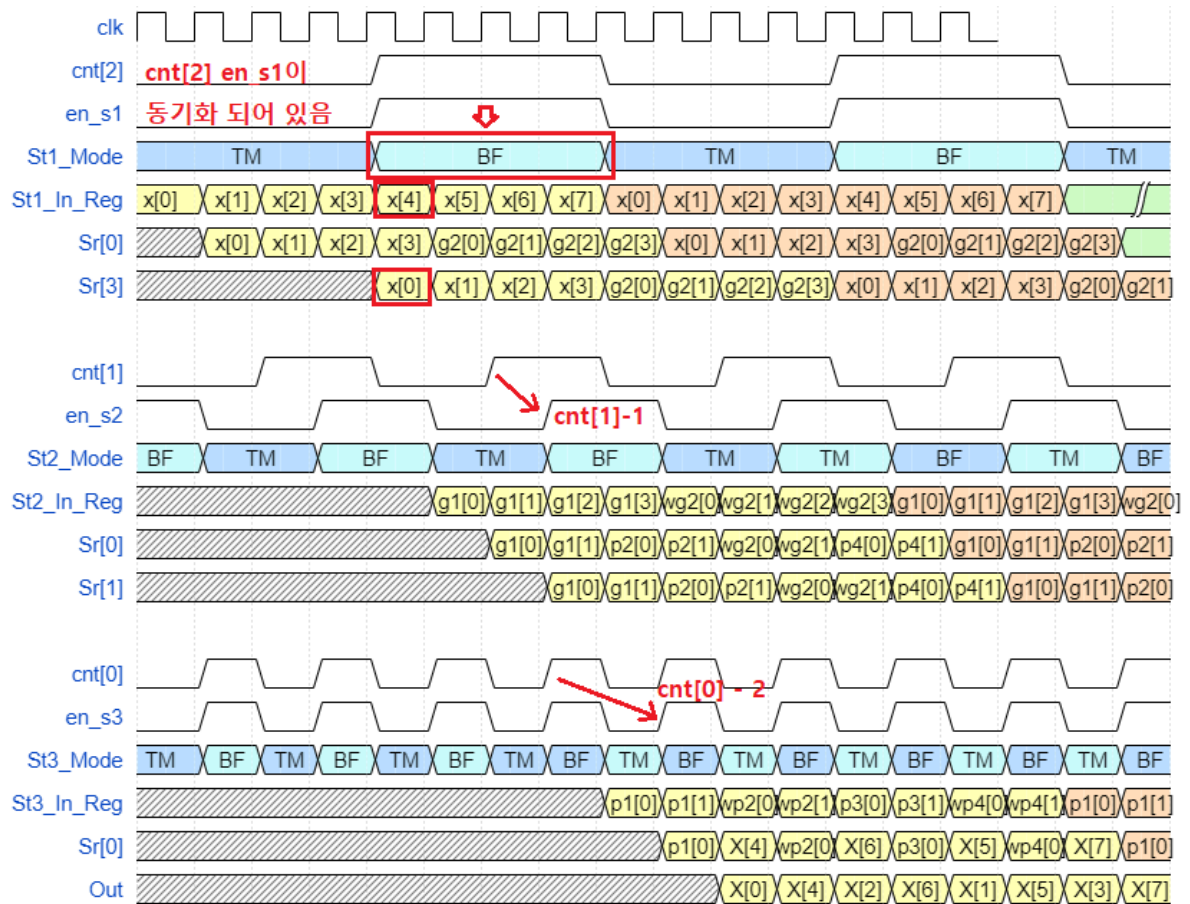 clk
cnt[2] cnt[2] en_s1이
en_s1 동기화 되어 있음
St1_Mode TM BF TM BF TM
St1_In_Reg x[0] x[1] x[2] x[3] x[4] x[5] x[6] x[7] x[0] x[1] x[2] x[3] x[4] x[5] x[6] x[7]
Sr[0] x[0] x[1] x[2] x[3] g2[0] g2[1] g2[2] g2[3] x[0] x[1] x[2] x[3] g2[0] g2[1] g2[2] g2[3]
Sr[3] x[0] x[1] x[2] x[3] g2[0] g2[1] g2[2] g2[3] x[0] x[1] x[2] x[3] g2[0] g2[1]
cnt[1]
en_s2 cnt[1]-1
St2_Mode BF TM BF TM BF TM TM BF TM BF
St2_In_Reg g1[0] g1[1] g1[2] g1[3] wg2[0] wg2[1] wg2[2] wg2[3] g1[0] g1[1] g1[2] g1[3] wg2[0]
Sr[0] g1[0] g1[1] p2[0] p2[1] wg2[0] wg2[1] p4[0] p4[1] g1[0] g1[1] p2[0] p2[1]
Sr[1] g1[0] g1[1] p2[0] p2[1] wg2[0] wg2[1] p4[0] p4[1] g1[0] g1[1] p2[0]
cnt[0] cnt[0] - 2
en_s3
St3_Mode TM BF TM BF TM BF TM BF TM BF TM BF TM BF TM BF TM BF
St3_In_Reg p1[0] p1[1] wp2[0] wp2[1] p3[0] p3[1] wp4[0] wp4[1] p1[0] p1[1]
Sr[0] p1[0] X[4] wp2[0] X[6] p3[0] X[5] wp4[0] X[7] p1[0]
Out X[0] X[4] X[2] X[6] X[1] X[5] X[3] X[7]